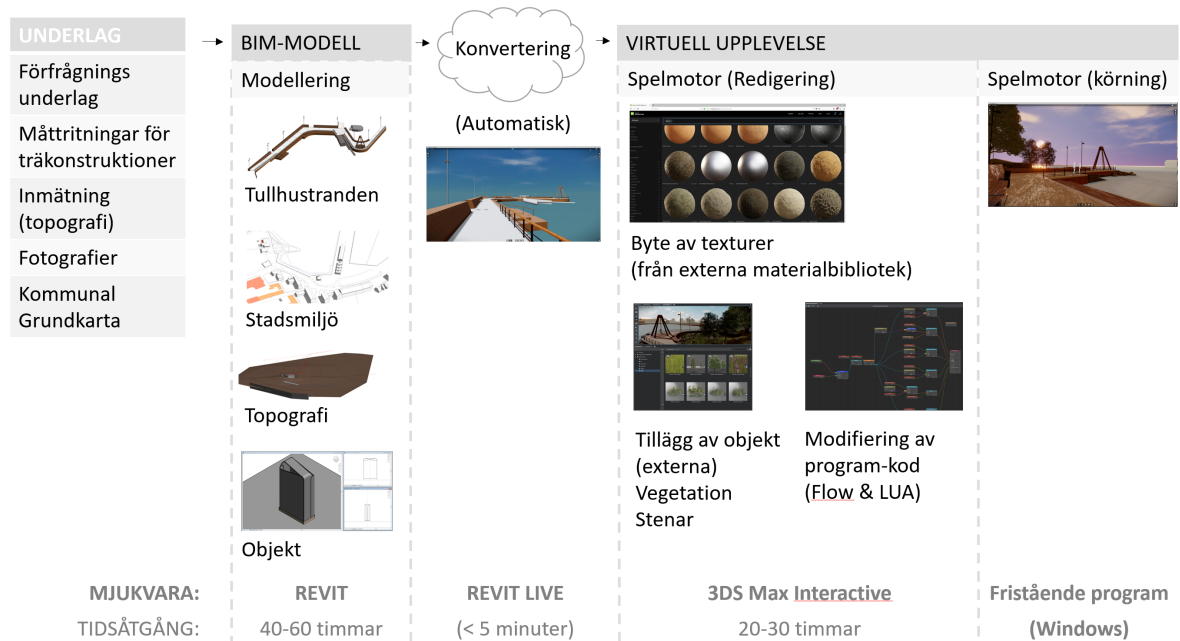 UNDERLAG
Förfrågnings
underlag
Måttritningar för
träkonstruktioner
Inmätning
(topografi)
Fotografier
Kommunal
Grundkarta
BIM-MODELL
Modellering
Tullhustranden
Stadsmiljö
Topografi
Objekt
Konvertering
(Automatisk)
VIRTUELL UPPLEVELSE
Spelmotor (Redigering)
Byte av texturer
(från externa materialbibliotek)
Tillägg av objekt
(externa)
Vegetation
Stenar
Modifiering av
program-kod
(Flow & LUA)
Spelmotor (körning)
MJUKVARA:
REVIT
REVIT LIVE
3DS Max Interactive
Fristående program
TIDSÅTGÅNG:
40-60 timmar
(< 5 minuter)
20-30 timmar
(Windows)